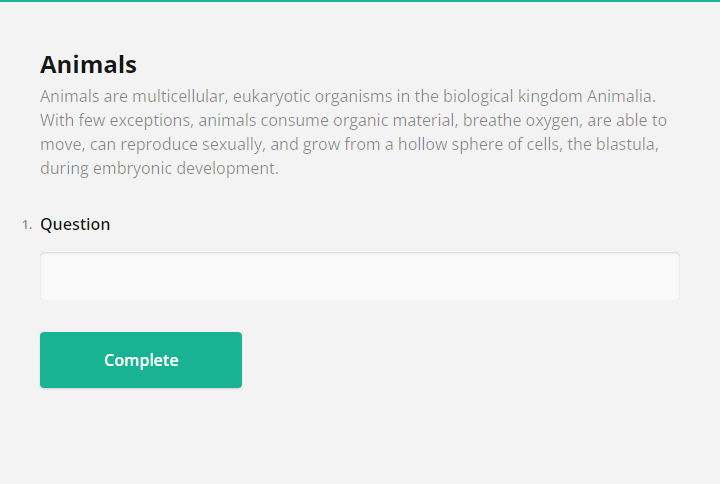 Animals
Animals are multicellular, eukaryotic organisms in the biological kingdom Animalia.
With few exceptions, animals consume organic material, breathe oxygen, are able to
move, can reproduce sexually, and grow from a hollow sphere of cells, the blastula,
during embryonic development.
1. Question
Complete